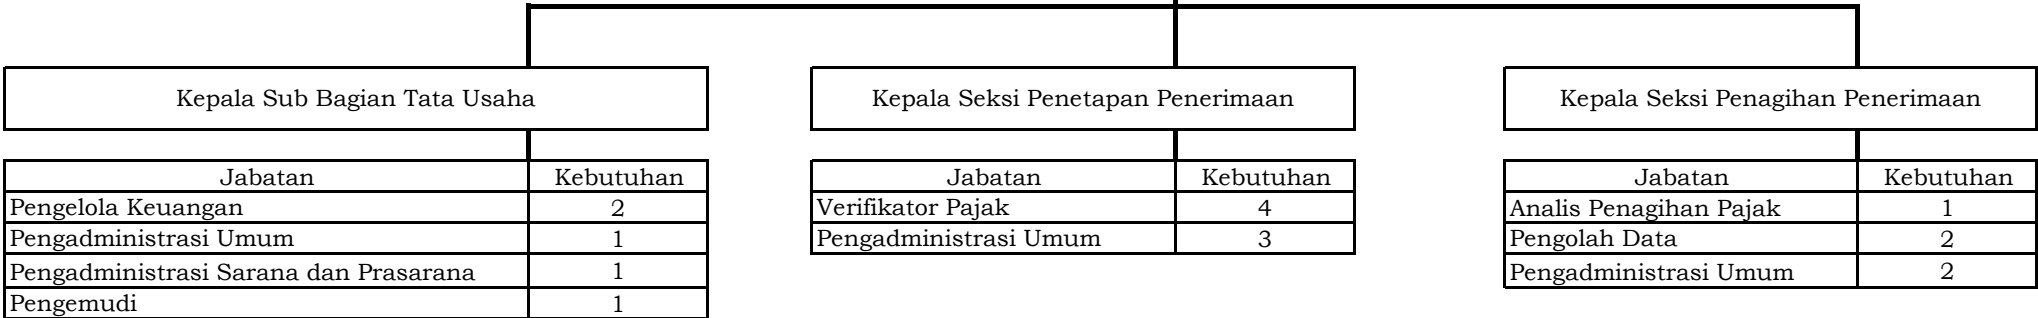 Kepala Sub Bagian Tata Usaha
Jabatan Kebutuhan
Pengelola Keuangan 2
Pengadministrasi Umum 1
Pengadministrasi Sarana dan Prasarana 1
Pengemudi 1
Kepala Seksi Penetapan Penerimaan
Jabatan Kebutuhan
Verifikator Pajak 4
Pengadministrasi Umum 3
Kepala Seksi Penagihan Penerimaan
Jabatan Kebutuhan
Analis Penagihan Pajak 1
Pengolah Data 2
Pengadministrasi Umum 2